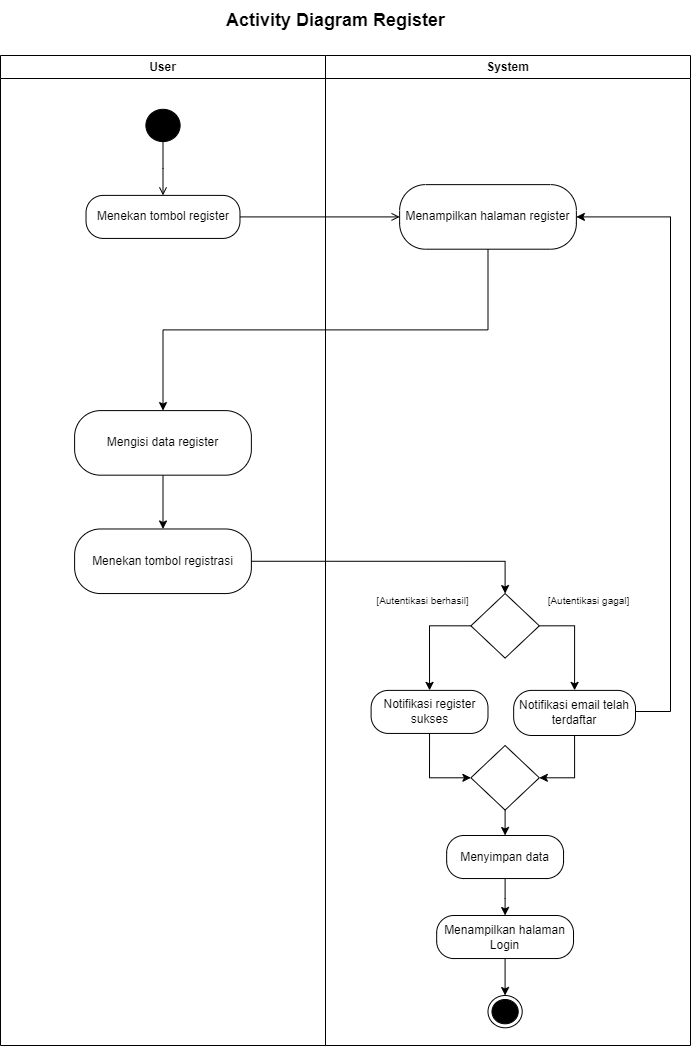 Activity Diagram Register
User
System
Menekan tombol register
Menampilkan halaman register
Mengisi data register
Menekan tombol registrasi
[Autentikasi berhasil]
[Autentikasi gagal]
Notifikasi register
sukses
Notifikasi email telah
terdaftar
Menyimpan data
Menampilkan halaman
Login